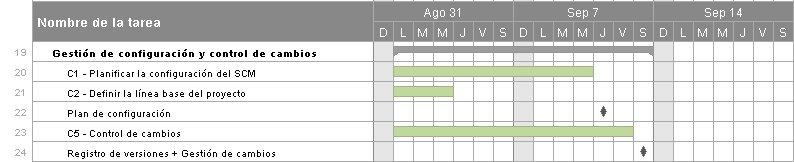 Nombre de la tarea
Ago 31 Sep 7 Sep 14
D L M M J V S D L M M J V S D L M M J V S
19 Gestión de configuración y control de cambios
20 C1 - Planificar la configuración del SCM
21 C2 - Definir la línea base del proyecto
22 Plan de configuración
23 C5 - Control de cambios
24 Registro de versiones + Gestión de cambios